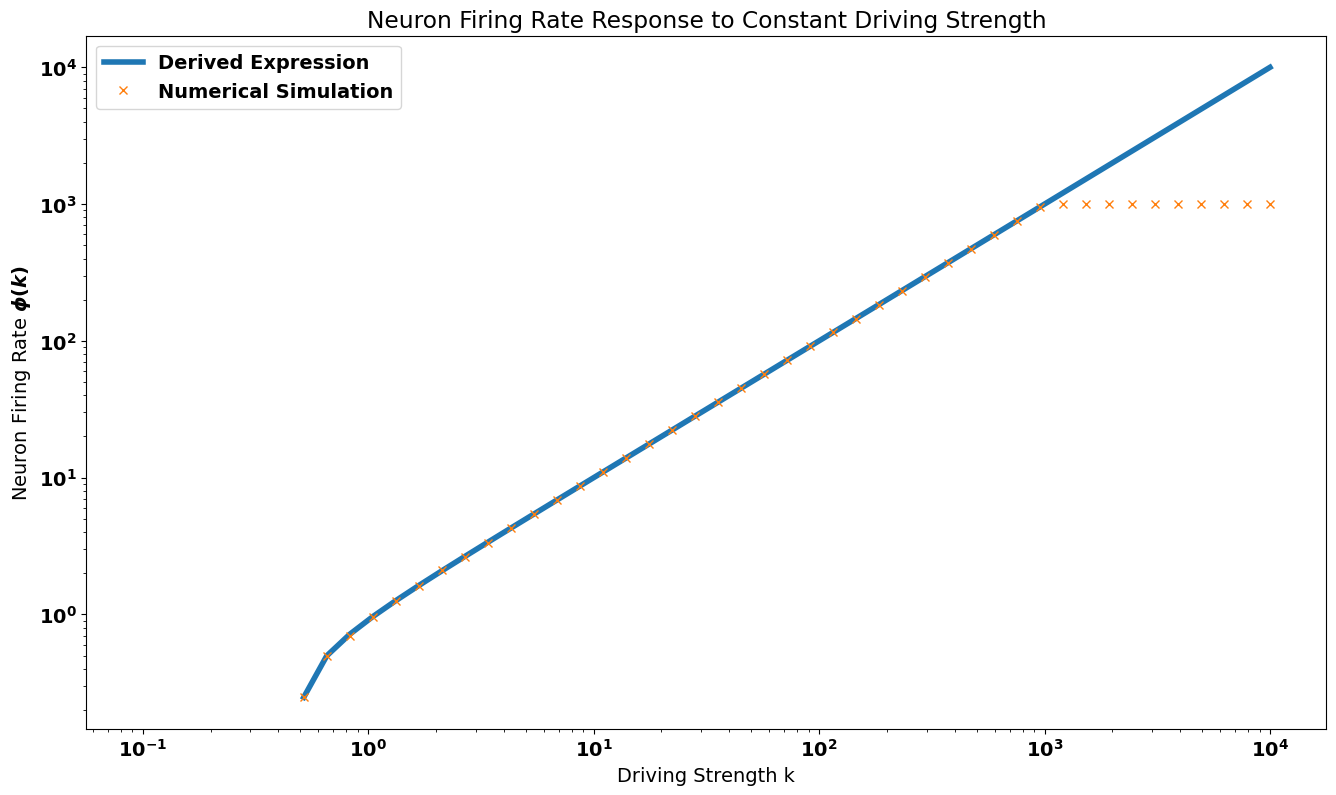 Neuron Firing Rate Response to Constant Driving Strength
Derived Expression
Numerical Simulation
Neuron Firing Rate ϕ(k)
10⁴
10³
10²
10¹
10⁰
10⁻¹ 10⁰ 10¹ 10² 10³ 10⁴
Driving Strength k